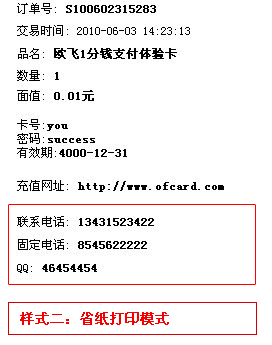 订单号: S100602315283
交易时间: 2010-06-03 14:23:13
品名: 欧飞1分钱支付体验卡
数量: 1
面值: 0.01元
卡号:you
密码:success
有效期:4000-12-31
充值网址: http://www.ofcard.com
联系电话: 13431523422
固定电话: 8545622222
QQ: 46454454
样式二：省纸打印模式